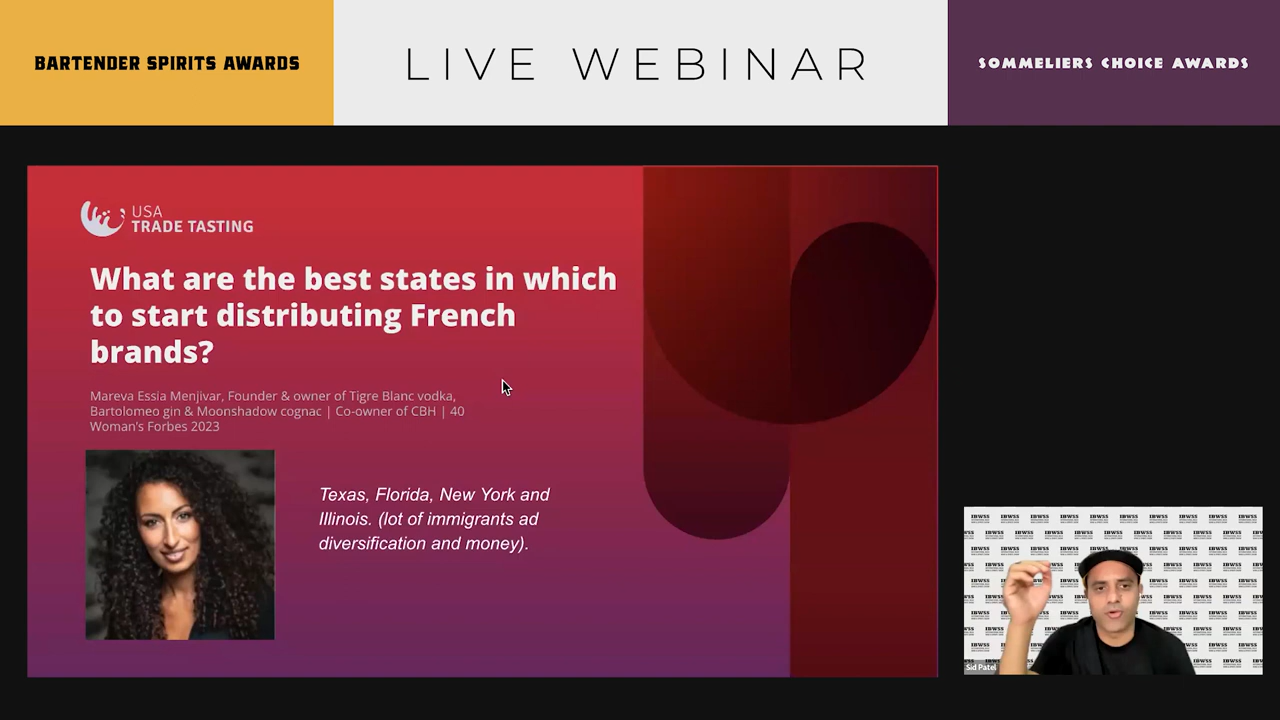 BARTENDER SPIRITS AWARDS
LIVE WEBINAR
SOMMELIERS CHOICE AWARDS
USA
TRADE TASTING
What are the best states in which
to start distributing French
brands?
Mareva Essia Menjivar, Founder & owner of Tigre Blanc vodka,
Bartolomeo gin & Moonshadow cognac | Co-owner of CBH | 40
Woman's Forbes 2023
Texas, Florida, New York and
Illinois. (lot of immigrants ad
diversification and money).
IBWSS
Sid Patel